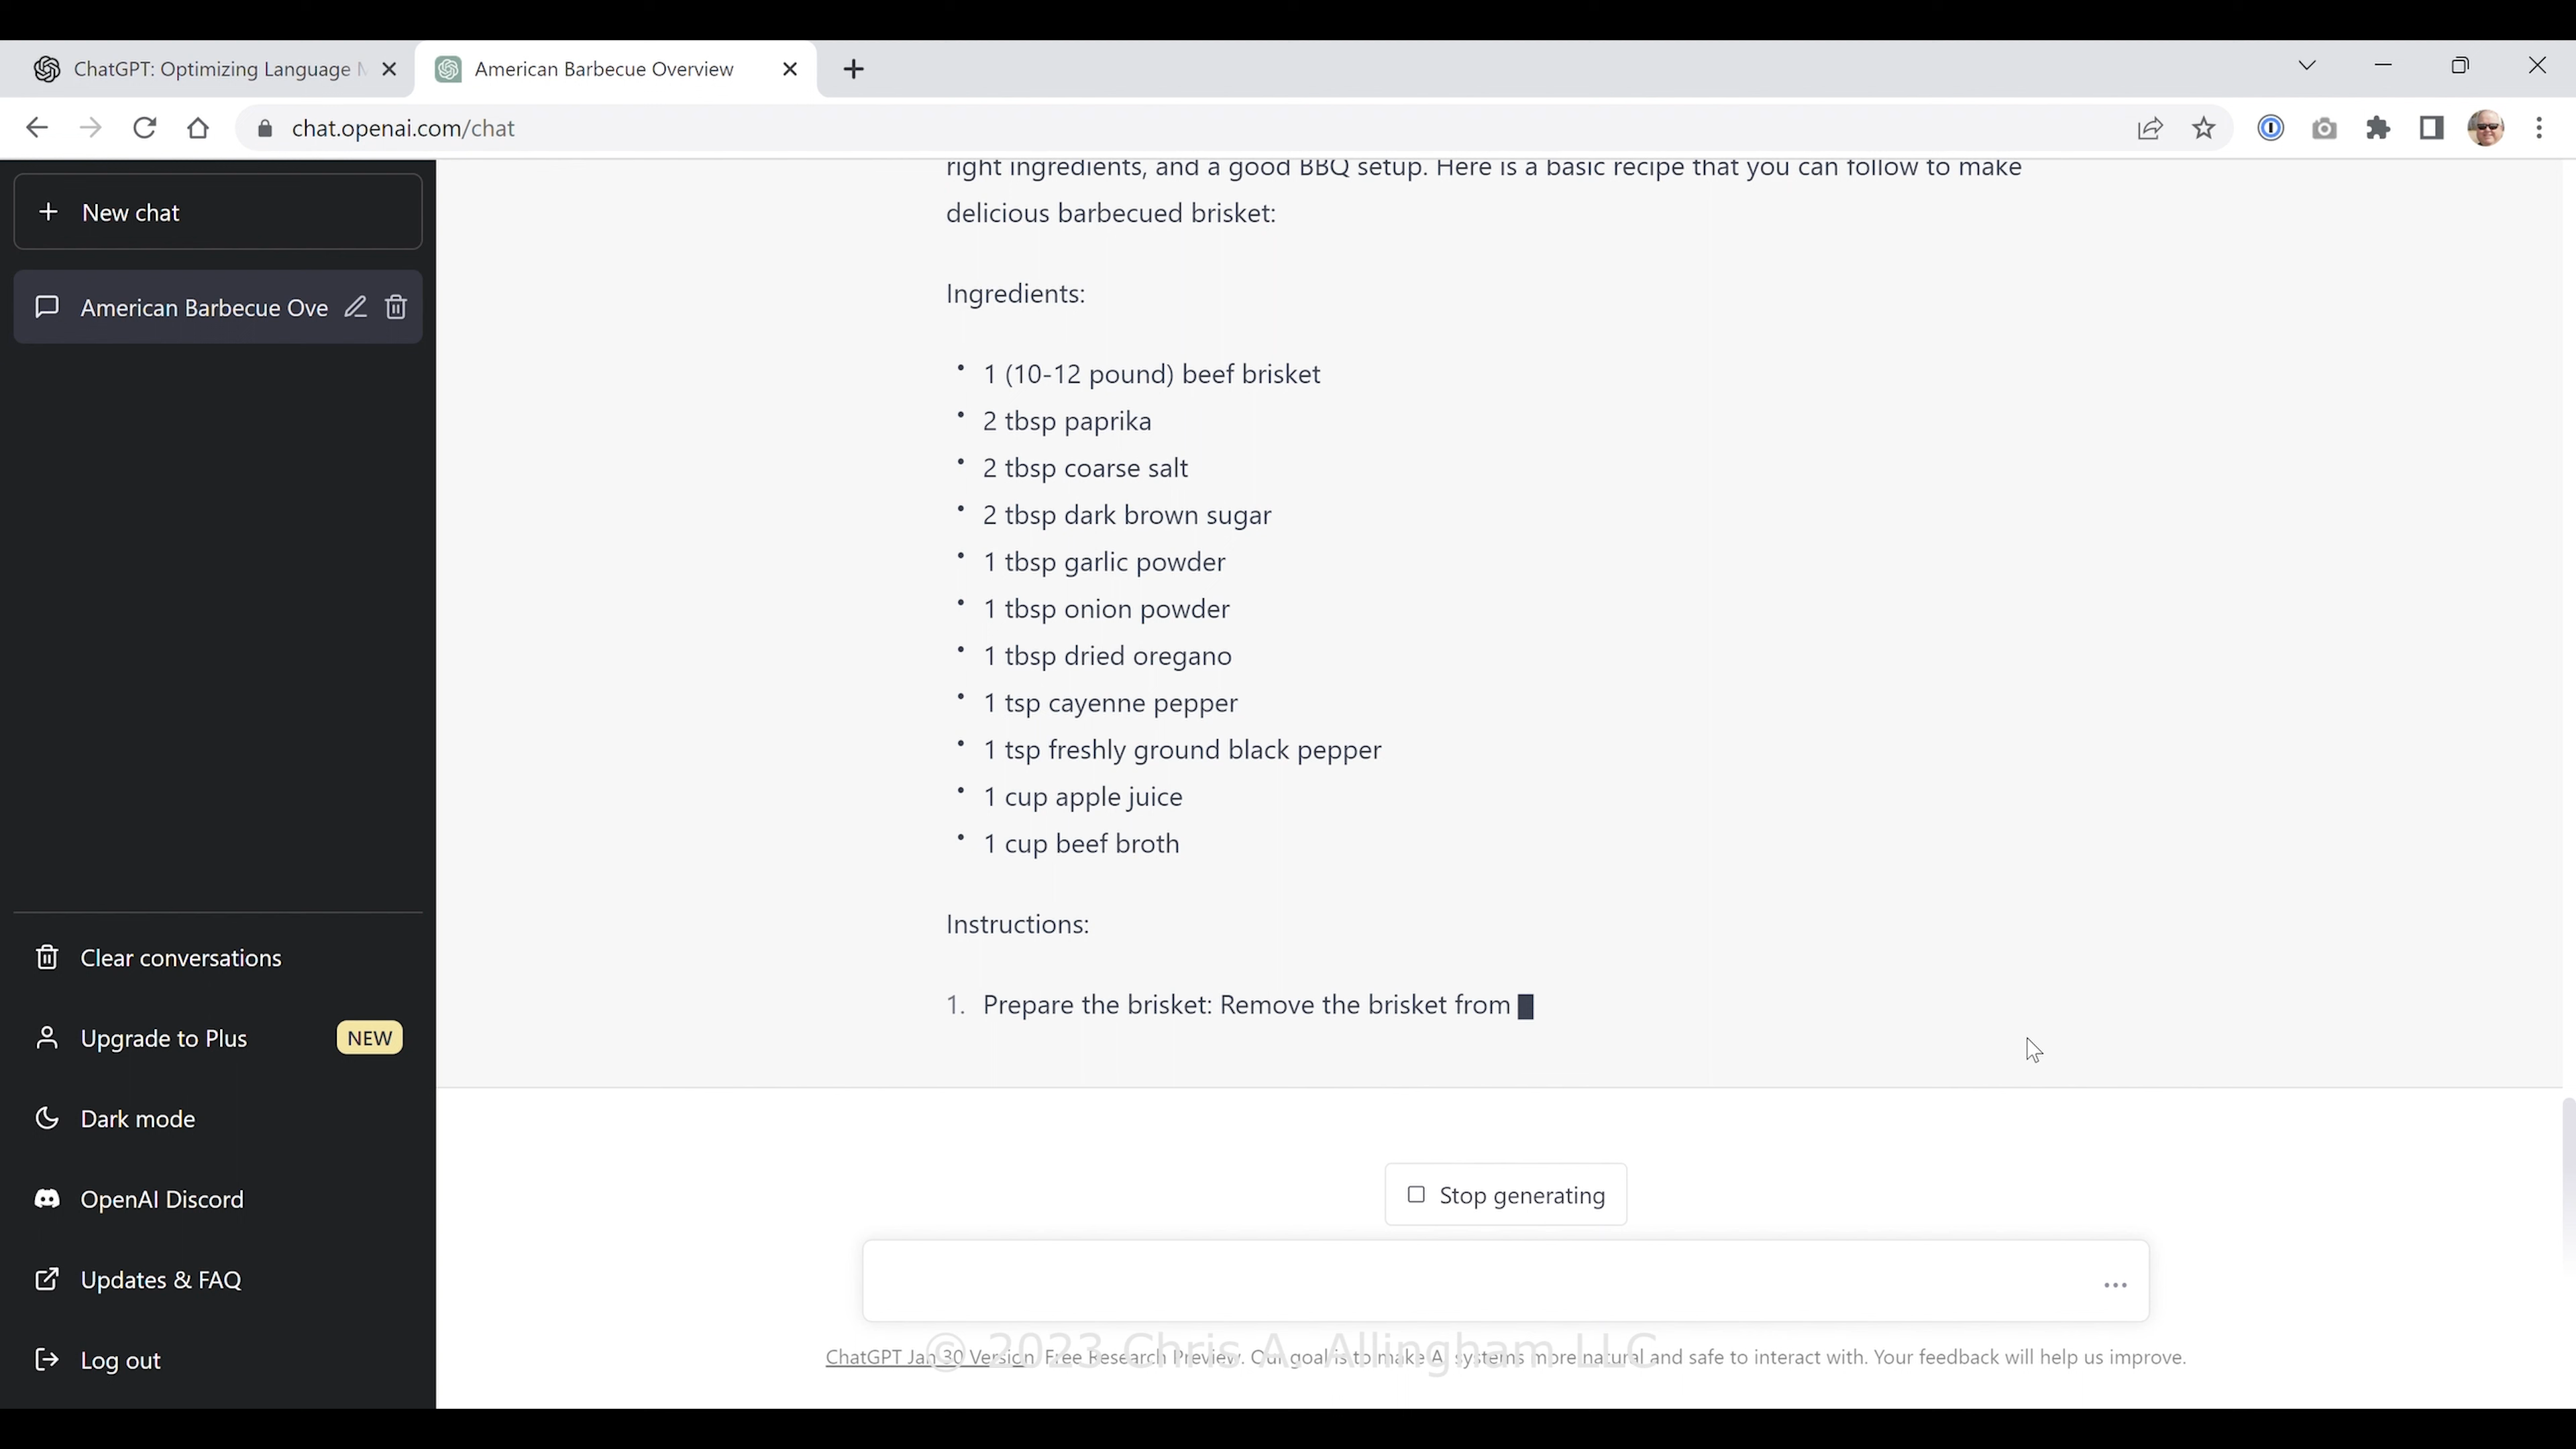 ChatGPT: Optimizing Language M
American Barbecue Overview
chat.openai.com/chat
New chat
American Barbecue Ove
right ingredients, and a good BBQ setup. Here is a basic recipe that you can follow to make
delicious barbecued brisket:
Ingredients:
• 1 (10-12 pound) beef brisket
• 2 tbsp paprika
• 2 tbsp coarse salt
• 2 tbsp dark brown sugar
• 1 tbsp garlic powder
• 1 tbsp onion powder
• 1 tbsp dried oregano
• 1 tsp cayenne pepper
• 1 tsp freshly ground black pepper
• 1 cup apple juice
• 1 cup beef broth
Instructions:
1. Prepare the brisket: Remove the brisket from
Clear conversations
Upgrade to Plus NEW
Dark mode
OpenAI Discord
Updates & FAQ
Log out
Stop generating
ChatGPT Jan 30 Version. Free Research Preview. Our goal is to make AI systems more natural and safe to interact with. Your feedback will help us improve.
© 2023 Chris A. Allingham LLC